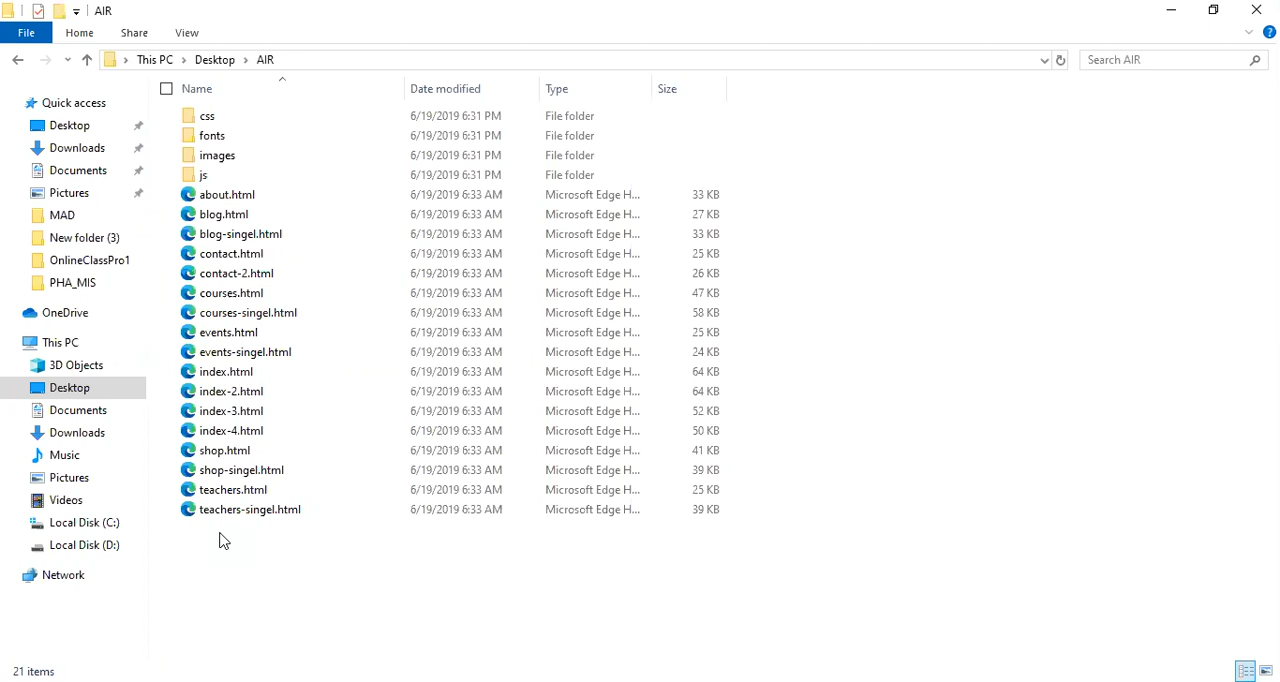 AIR
File Home Share View
This PC Desktop AIR Search AIR
Name Date modified Type Size
Quick access
Desktop
Downloads
Documents
Pictures
MAD
New folder (3)
OnlineClassPro1
PHA_MIS
OneDrive
This PC
3D Objects
Desktop
Documents
Downloads
Music
Pictures
Videos
Local Disk (C:)
Local Disk (D:)
Network
css 6/19/2019 6:31 PM File folder
fonts 6/19/2019 6:31 PM File folder
images 6/19/2019 6:31 PM File folder
js 6/19/2019 6:31 PM File folder
about.html 6/19/2019 6:33 AM Microsoft Edge H... 33 KB
blog.html 6/19/2019 6:33 AM Microsoft Edge H... 27 KB
blog-singel.html 6/19/2019 6:33 AM Microsoft Edge H... 33 KB
contact.html 6/19/2019 6:33 AM Microsoft Edge H... 25 KB
contact-2.html 6/19/2019 6:33 AM Microsoft Edge H... 26 KB
courses.html 6/19/2019 6:33 AM Microsoft Edge H... 47 KB
courses-singel.html 6/19/2019 6:33 AM Microsoft Edge H... 58 KB
events.html 6/19/2019 6:33 AM Microsoft Edge H... 25 KB
events-singel.html 6/19/2019 6:33 AM Microsoft Edge H... 24 KB
index.html 6/19/2019 6:33 AM Microsoft Edge H... 64 KB
index-2.html 6/19/2019 6:33 AM Microsoft Edge H... 64 KB
index-3.html 6/19/2019 6:33 AM Microsoft Edge H... 52 KB
index-4.html 6/19/2019 6:33 AM Microsoft Edge H... 50 KB
shop.html 6/19/2019 6:33 AM Microsoft Edge H... 41 KB
shop-singel.html 6/19/2019 6:33 AM Microsoft Edge H... 39 KB
teachers.html 6/19/2019 6:33 AM Microsoft Edge H... 25 KB
teachers-singel.html 6/19/2019 6:33 AM Microsoft Edge H... 39 KB
21 items